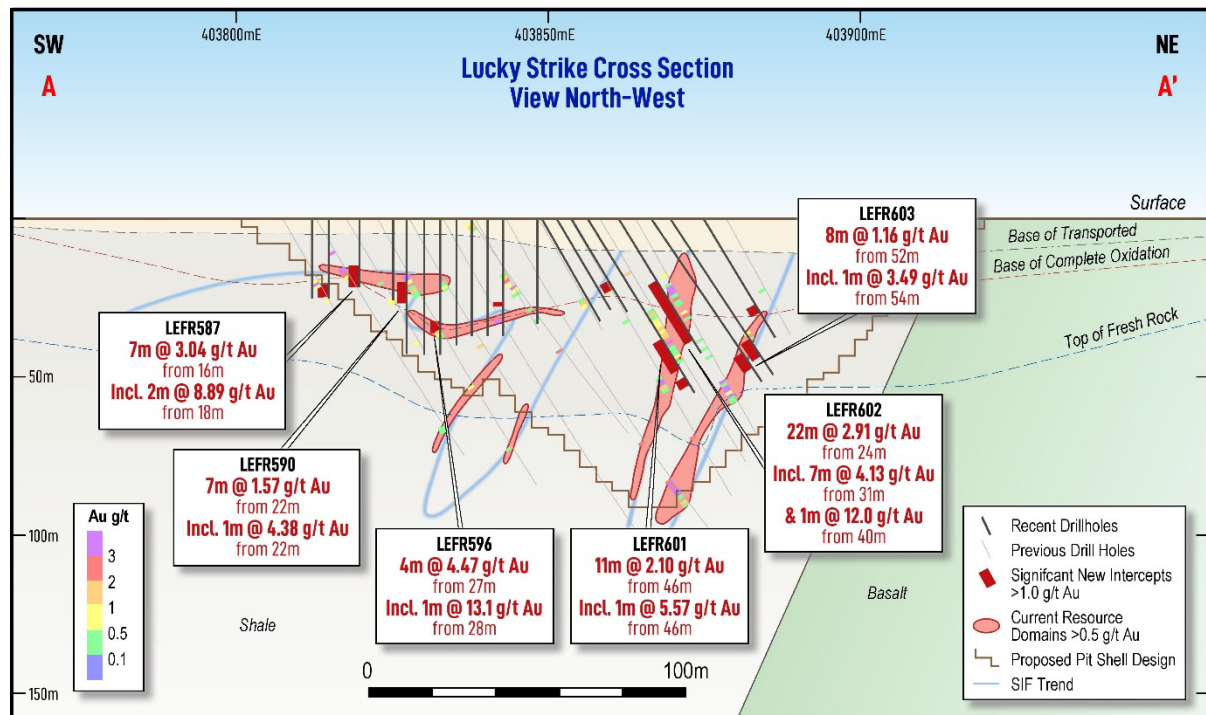 403800mE
403850mE
403900mE
SW
A
Lucky Strike Cross Section
View North-West
NE
A'
Surface
Base of Transported
Base of Complete Oxidation
Top of Fresh Rock
50m
100m
150m
LEFR603
8m @ 1.16 g/t Au
from 52m
Incl. 1m @ 3.49 g/t Au
from 54m
LEFR587
7m @ 3.04 g/t Au
from 16m
Incl. 2m @ 8.89 g/t Au
from 18m
LEFR590
7m @ 1.57 g/t Au
from 22m
Incl. 1m @ 4.38 g/t Au
from 22m
LEFR596
4m @ 4.47 g/t Au
from 27m
Incl. 1m @ 13.1 g/t Au
from 28m
LEFR601
11m @ 2.10 g/t Au
from 46m
Incl. 1m @ 5.57 g/t Au
from 46m
LEFR602
22m @ 2.91 g/t Au
from 24m
Incl. 7m @ 4.13 g/t Au
from 31m
& 1m @ 12.0 g/t Au
from 40m
Au g/t
3
2
1
0.5
0.1
Shale
Basalt
0
100m
Recent Drillholes
Previous Drill Holes
Signifcant New Intercepts
>1.0 g/t Au
Current Resource
Domains >0.5 g/t Au
Proposed Pit Shell Design
SIF Trend